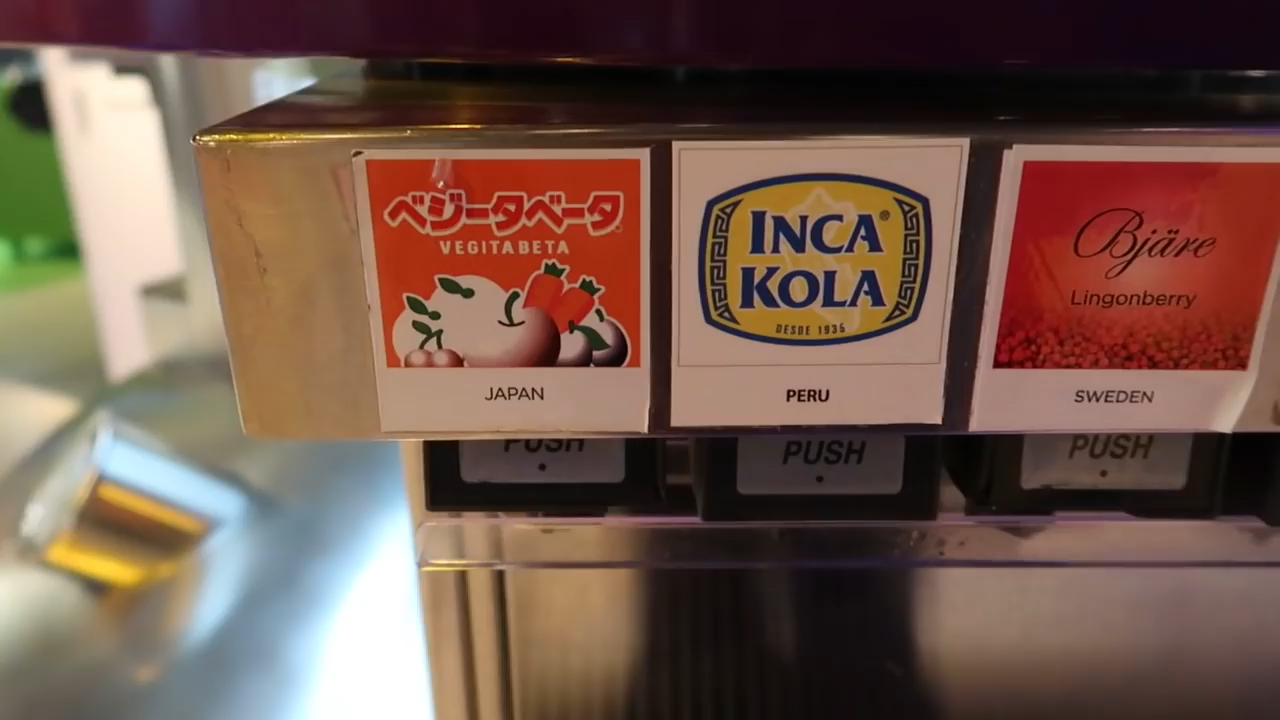 ベジータベータ
VEGITABETA
JAPAN
INCA
KOLA®
DESDE 1935
PERU
Bjäre
Lingonberry
SWEDEN
PUSH
PUSH
PUSH